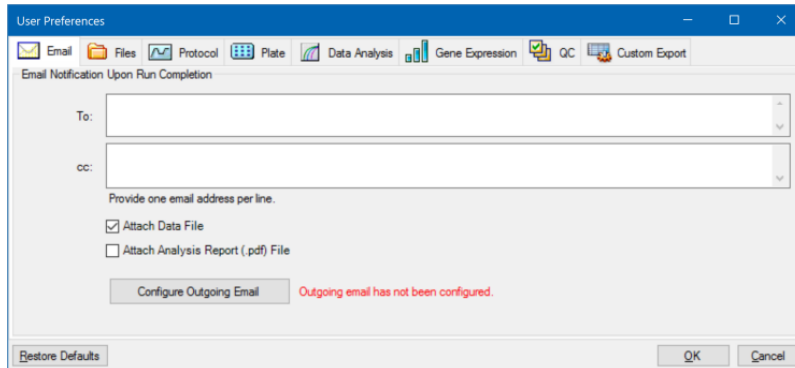 User Preferences
Email Files Protocol Plate Data Analysis Gene Expression QC Custom Export
Email Notification Upon Run Completion
To:
cc:
Provide one email address per line.
Attach Data File
Attach Analysis Report (.pdf) File
Configure Outgoing Email Outgoing email has not been configured.
Restore Defaults OK Cancel